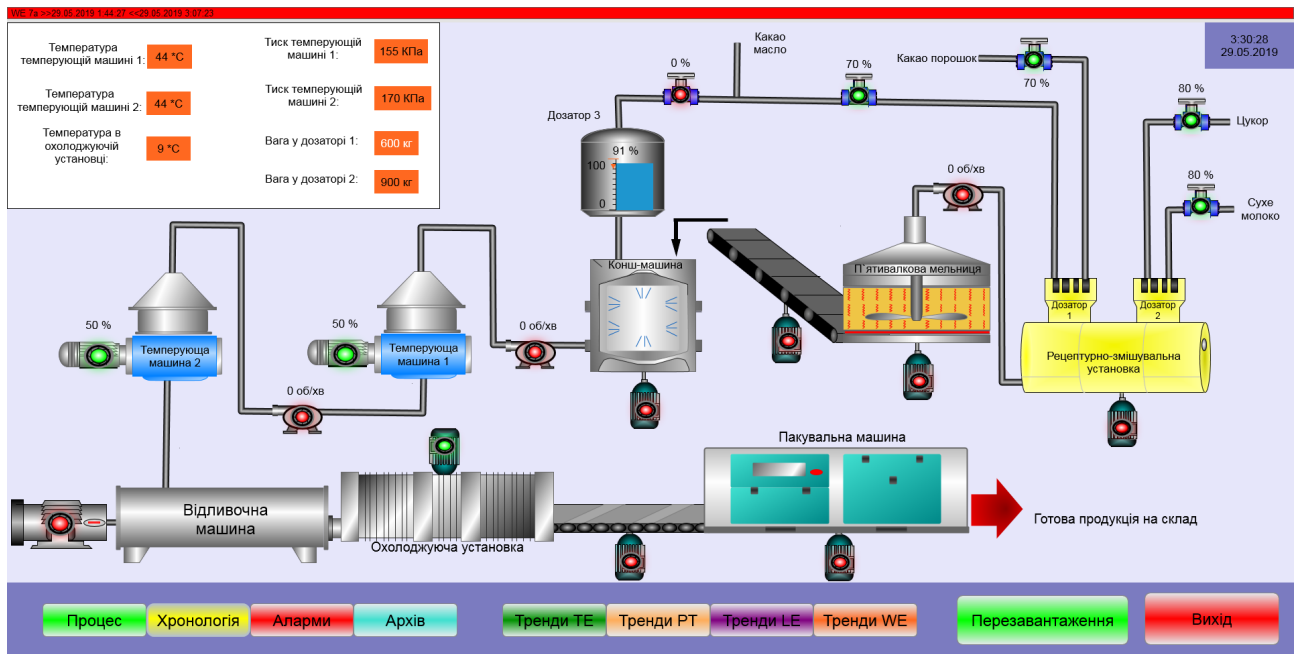 WE 7a >>29.05.2019 1:44:27 <<29.05.2019 3:07:23
Температура
темперующій машині 1:
44 °C
Тиск темперующій
машині 1:
155 КПа
Температура
темперующій машині 2:
44 °C
Тиск темперующій
машині 2:
170 КПа
Температура в
охолоджуючій
установці:
9 °C
Вага у дозаторі 1:
600 кг
Вага у дозаторі 2:
900 кг
3:30:28
29.05.2019
Какао
масло
0 %
70 %
Какао порошок
70 %
80 %
Цукор
80 %
Сухе
молоко
Дозатор 3
91 %
100
0
0 об/хв
Конш-машина
П`ятивалкова мельниця
Дозатор
1
Дозатор
2
Рецептурно-змішувальна
установка
50 %
Темперующа
машина 2
50 %
Темперующа
машина 1
0 об/хв
0 об/хв
Відливочна
машина
Охолоджуюча установка
Пакувальна машина
Готова продукція на склад
Процес
Хронологія
Аларми
Архів
Тренди TE
Тренди PT
Тренди LE
Тренди WE
Перезавантаження
Вихід